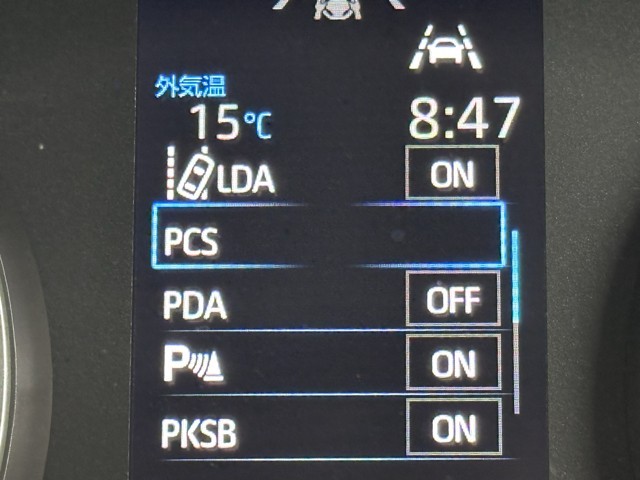 外気温
15℃ 8:47
LDA ON
PCS
PDA OFF
P ON
PKSB ON